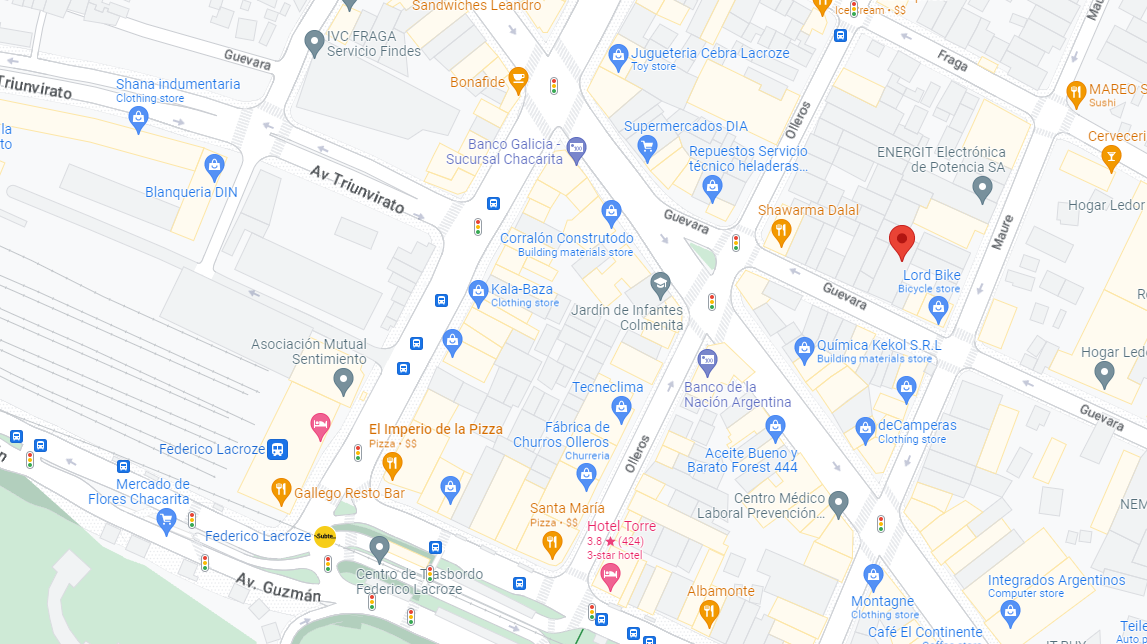 Sandwiches Leandro
Ice cream • $$
IVC FRAGA
Servicio Findes
Guevara
Jugueteria Cebra Lacroze
Toy store
Fraga
Triunvirato
Shana indumentaria
Clothing store
Bonafide
MAREO S
Sushi
Olleros
Supermercados DIA
Banco Galicia -
Sucursal Chacarita
Repuestos Servicio
técnico heladeras...
ENERGIT Electrónica
de Potencia SA
Cerveceri
Blanqueria DIN
Av Triunvirato
Hogar Ledor
Guevara
Shawarma Dalal
Maure
Corralón Construtodo
Building materials store
Kala-Baza
Clothing store
Lord Bike
Bicycle store
Guevara
Jardín de Infantes
Colmenita
Asociación Mutual
Sentimiento
Química Kekol S.R.L
Building materials store
Hogar Lede
Banco de la
Nación Argentina
Tecneclima
Guevara
El Imperio de la Pizza
Pizza • $$
Fábrica de
Churros Olleros
Churreria
deCamperas
Clothing store
Federico Lacroze
Olleros
Aceite Bueno y
Barato Forest 444
Mercado de
Flores Chacarita
Gallego Resto Bar
Centro Médico
Laboral Prevención...
NEM
Santa María
Pizza • $$
Hotel Torre
3.8 ★ (424)
3-star hotel
Federico Lacroze
Subte
Centro de Trasbordo
Federico Lacroze
Av. Guzmán
Albamonte
Montagne
Clothing store
Integrados Argentinos
Computer store
Café El Continente
Telle
Auto p